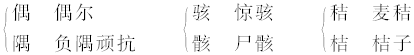 偶 偶尔 骇 惊骇 秸 麦秸
隅 负隅顽抗 骸 尸骸 桔 桔子